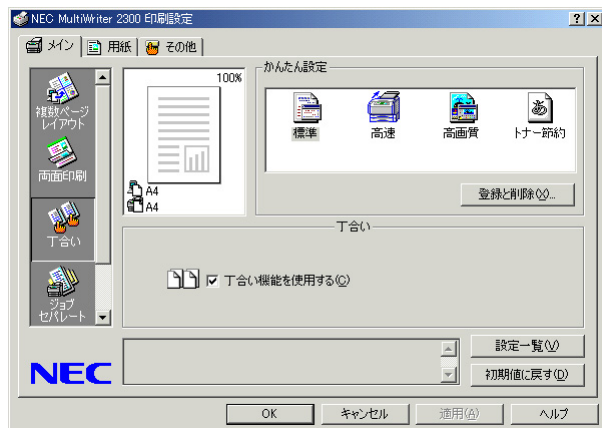 NEC MultiWriter 2300 印刷設定
メイン 用紙 その他
複数ページ
レイアウト
両面印刷
丁合い
ジョブ
セパレート
100%
A4
A4
かんたん設定
標準 高速 高画質 トナー節約
登録と削除(X)...
丁合い
丁合い機能を使用する(C)
NEC
設定一覧(V)
初期値に戻す(D)
OK キャンセル 適用(A) ヘルプ